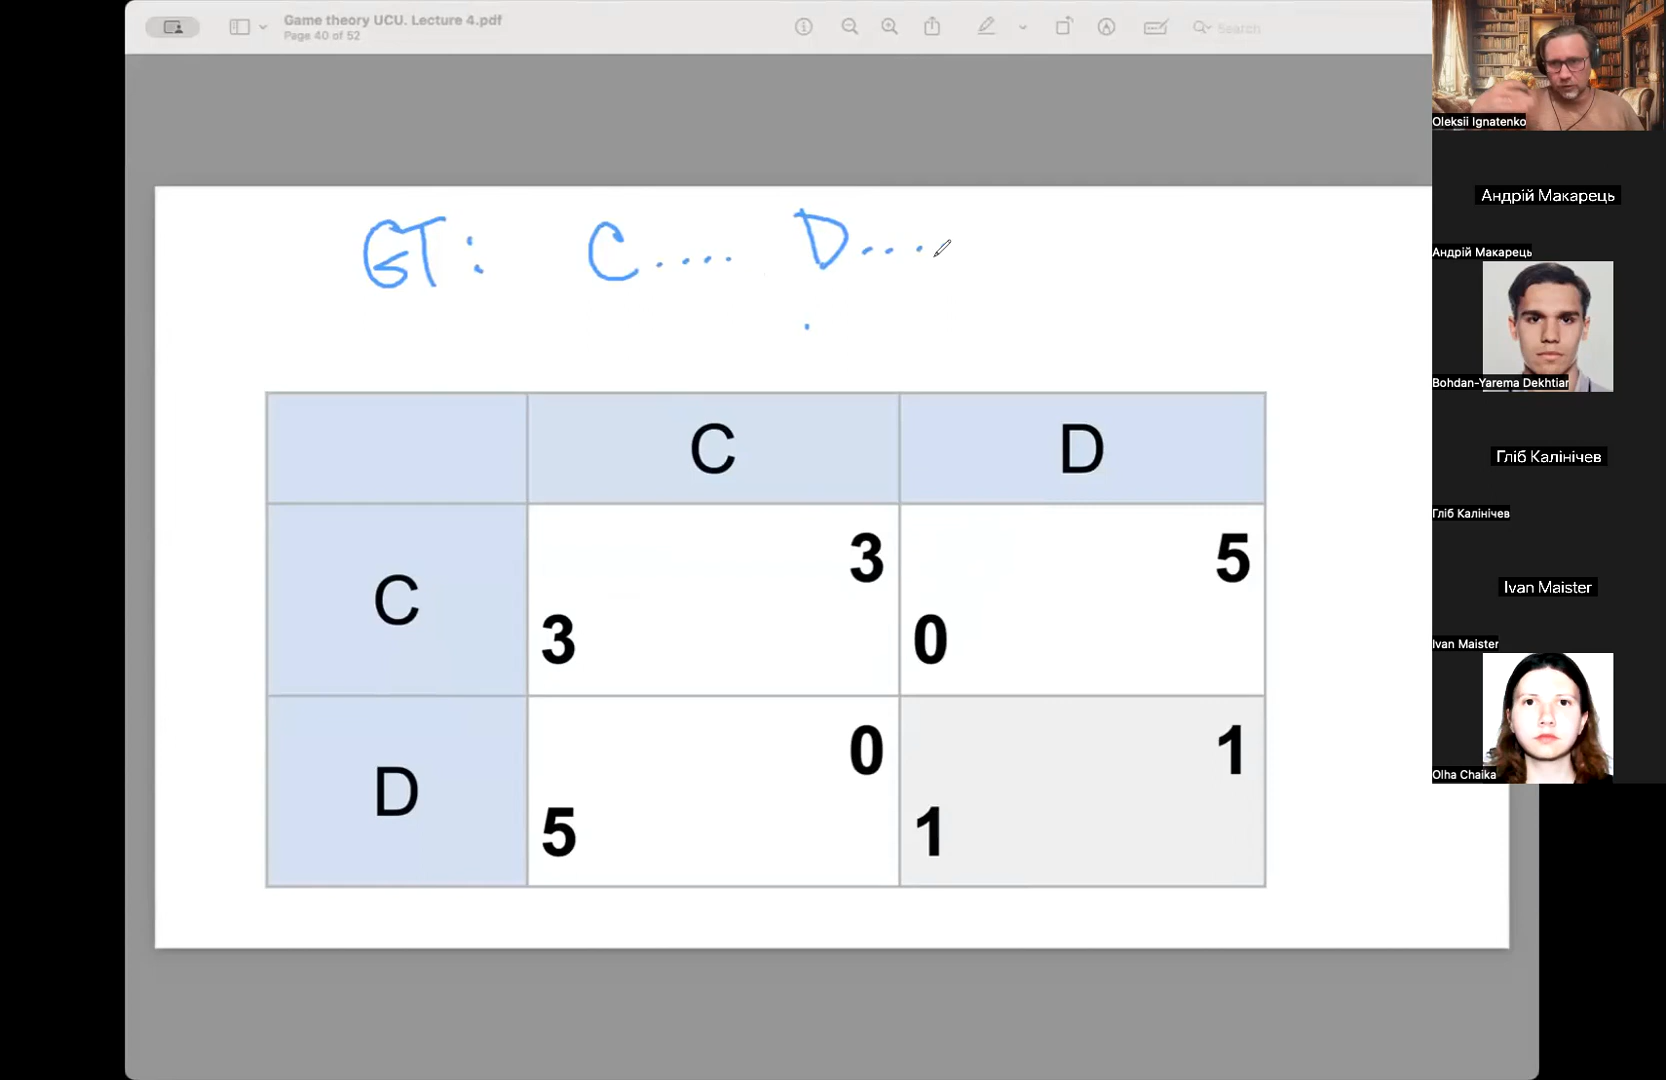 Game theory UCU. Lecture 4.pdf
Page 40 of 52
Search
GT: C.... D....
C D
C 3 3 0 5
D 5 0 1 1
Oleksii Ignatenko
Андрій Макарець
Андрій Макарець
Bohdan-Yarema Dekhtiar
Гліб Калінічев
Гліб Калінічев
Ivan Maister
Ivan Maister
Olha Chaika